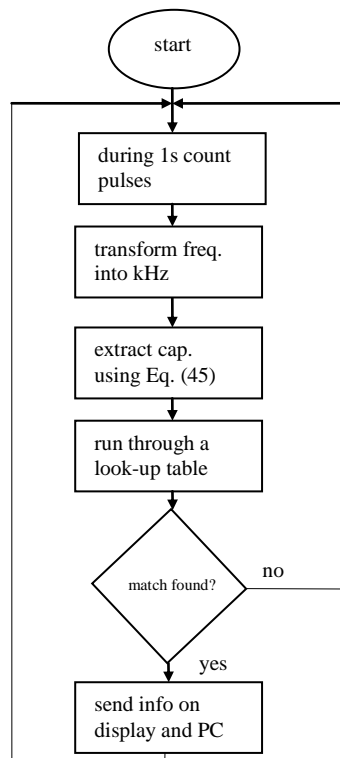 start
during 1s count
pulses
transform freq.
into kHz
extract cap.
using Eq. (45)
run through a
look-up table
match found?
no
yes
send info on
display and PC